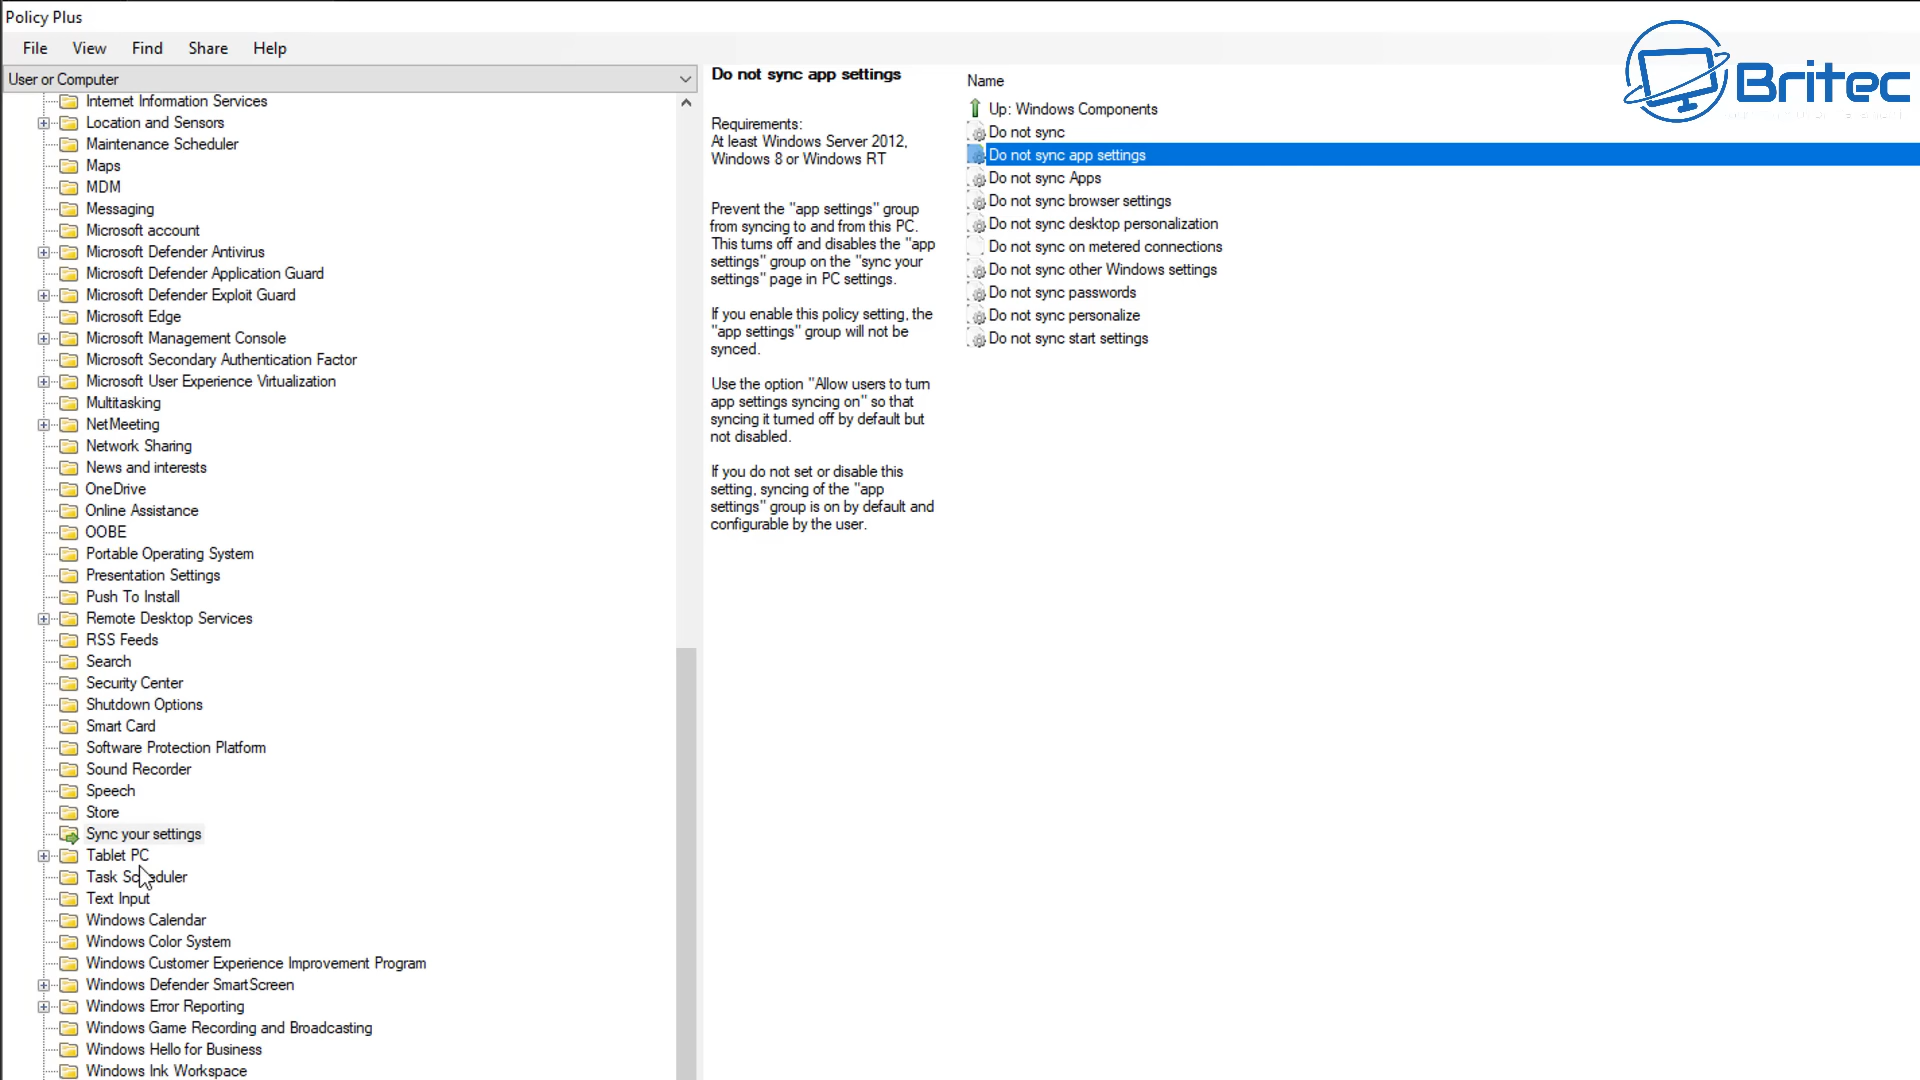 Policy Plus
File View Find Share Help
User or Computer
Internet Information Services
Location and Sensors
Maintenance Scheduler
Maps
MDM
Messaging
Microsoft account
Microsoft Defender Antivirus
Microsoft Defender Application Guard
Microsoft Defender Exploit Guard
Microsoft Edge
Microsoft Management Console
Microsoft Secondary Authentication Factor
Microsoft User Experience Virtualization
Multitasking
NetMeeting
Network Sharing
News and interests
OneDrive
Online Assistance
OOBE
Portable Operating System
Presentation Settings
Push To Install
Remote Desktop Services
RSS Feeds
Search
Security Center
Shutdown Options
Smart Card
Software Protection Platform
Sound Recorder
Speech
Store
Sync your settings
Tablet PC
Task Scheduler
Text Input
Windows Calendar
Windows Color System
Windows Customer Experience Improvement Program
Windows Defender SmartScreen
Windows Error Reporting
Windows Game Recording and Broadcasting
Windows Hello for Business
Windows Ink Workspace
Do not sync app settings
Requirements:
At least Windows Server 2012,
Windows 8 or Windows RT
Prevent the "app settings" group
from syncing to and from this PC.
This turns off and disables the "app
settings" group on the "sync your
settings" page in PC settings.
If you enable this policy setting, the
"app settings" group will not be
synced.
Use the option "Allow users to turn
app settings syncing on" so that
syncing it turned off by default but
not disabled.
If you do not set or disable this
setting, syncing of the "app
settings" group is on by default and
configurable by the user.
Name
Up: Windows Components
Do not sync
Do not sync app settings
Do not sync Apps
Do not sync browser settings
Do not sync desktop personalization
Do not sync on metered connections
Do not sync other Windows settings
Do not sync passwords
Do not sync personalize
Do not sync start settings
Britec